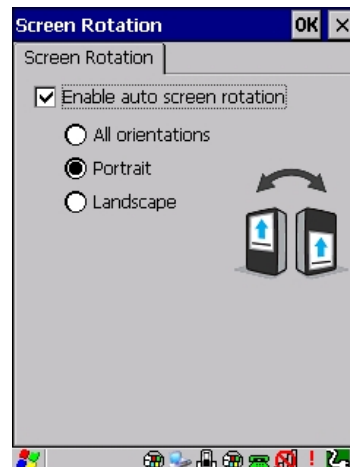 Screen Rotation OK ×
Screen Rotation
Enable auto screen rotation
All orientations
Portrait
Landscape